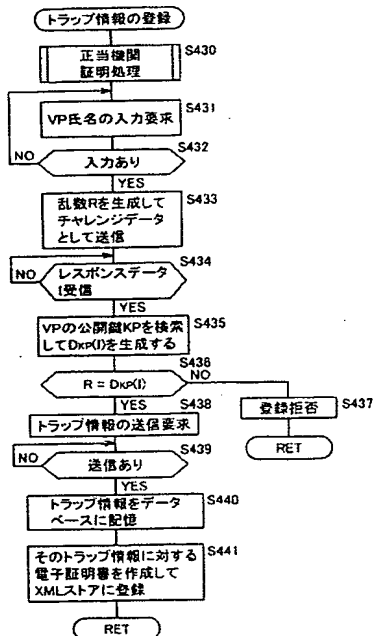 トラップ情報の登録
正当機関
証明処理
S430
VP氏名の入力要求
S431
入力あり
S432
NO
YES
乱数Rを生成して
チャレンジデータ
として送信
S433
レスポンスデータ
I受信
S434
NO
YES
VPの公開鍵KPを検索
してDKP(I)を生成する
S435
R = DKP(I)
S436
NO
YES
登録拒否
S437
RET
トラップ情報の送信要求
S438
送信あり
S439
NO
YES
トラップ情報をデータ
ベースに記憶
S440
そのトラップ情報に対する
電子証明書を作成して
XMLストアに登録
S441
RET